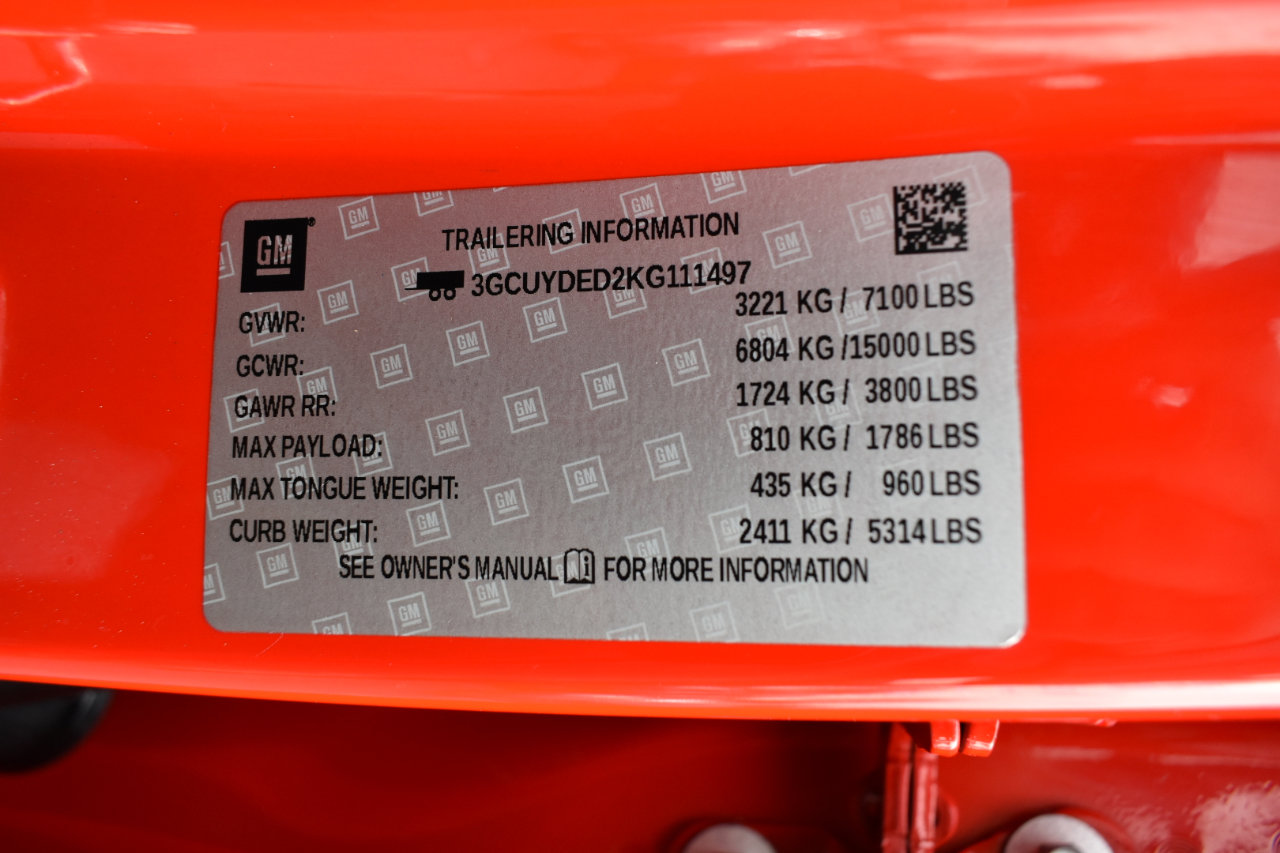 GM®
TRAILERING INFORMATION
3GCUYDED2KG111497
GVWR: 3221 KG / 7100 LBS
GCWR: 6804 KG /15000 LBS
GAWR RR: 1724 KG / 3800 LBS
MAX PAYLOAD: 810 KG / 1786 LBS
MAX TONGUE WEIGHT: 435 KG / 960 LBS
CURB WEIGHT: 2411 KG / 5314 LBS
SEE OWNER'S MANUAL FOR MORE INFORMATION